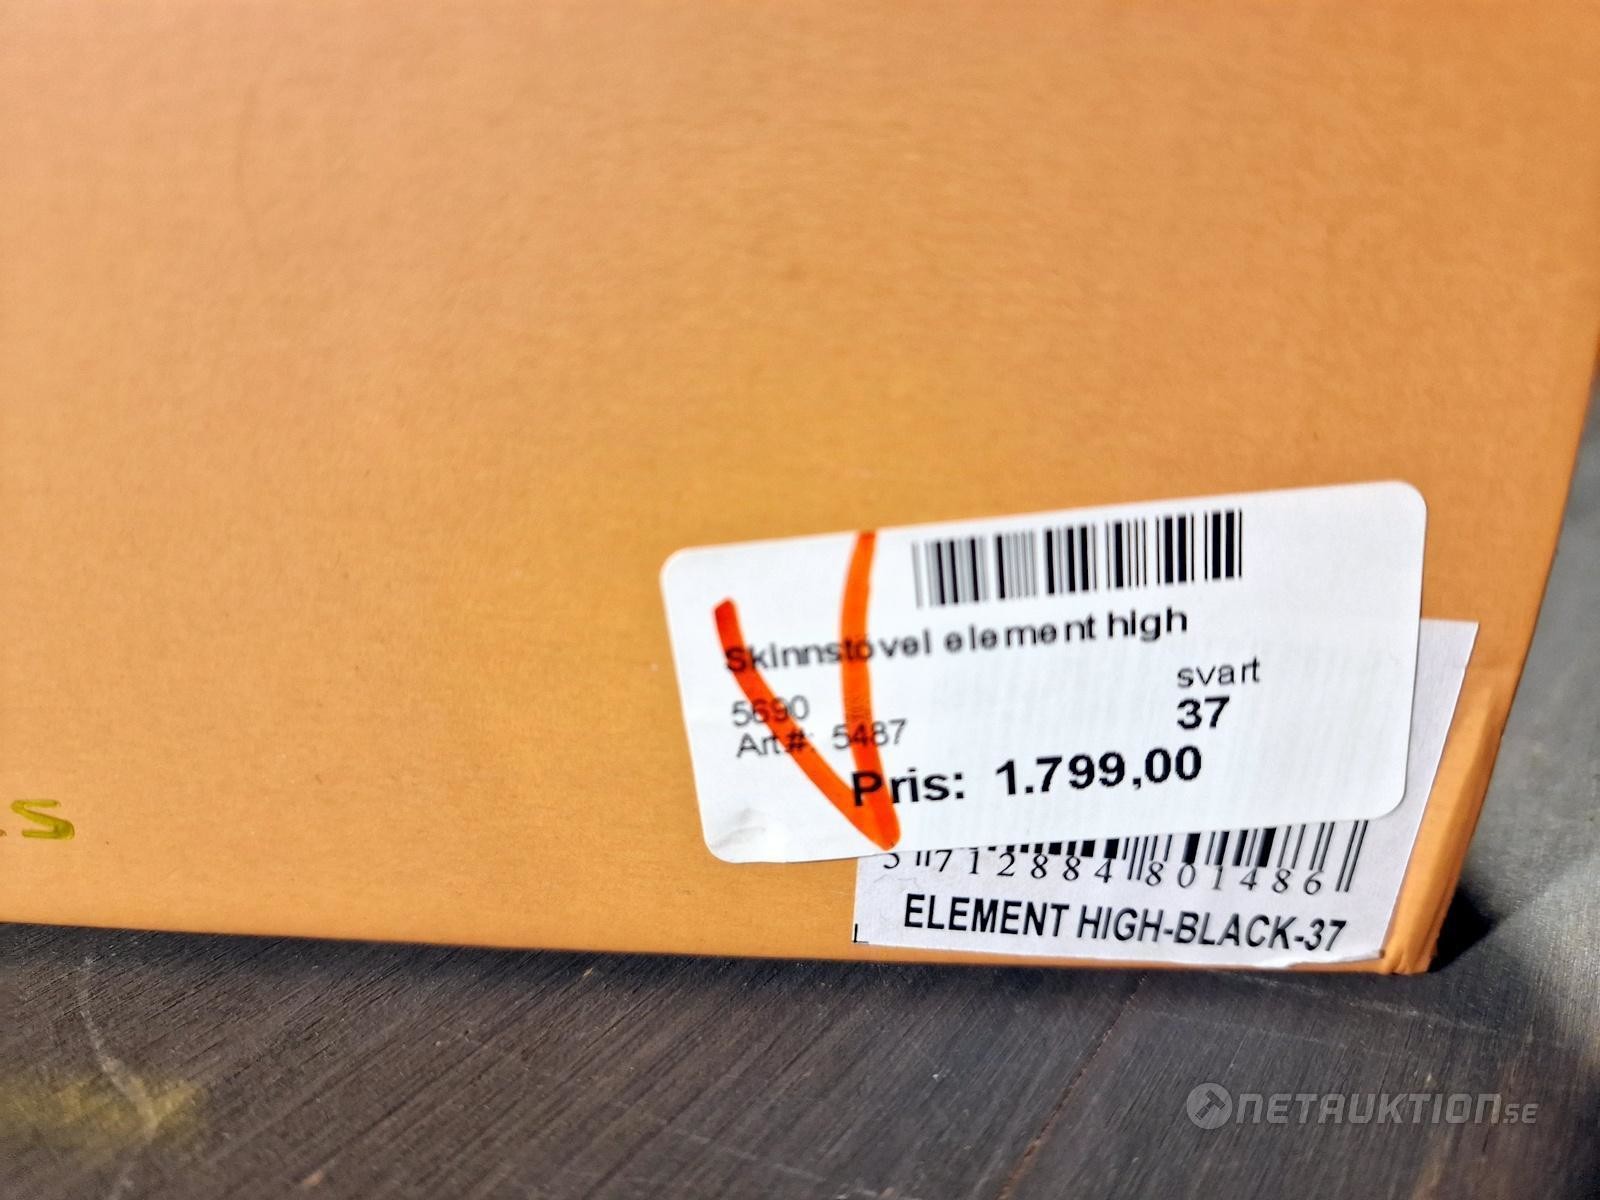 Skinnstövel element high
svart
5690
37
Art.#: 5487
Pris: 1.799,00
5 712884 801486
ELEMENT HIGH-BLACK-37
NETAUKTION.SE